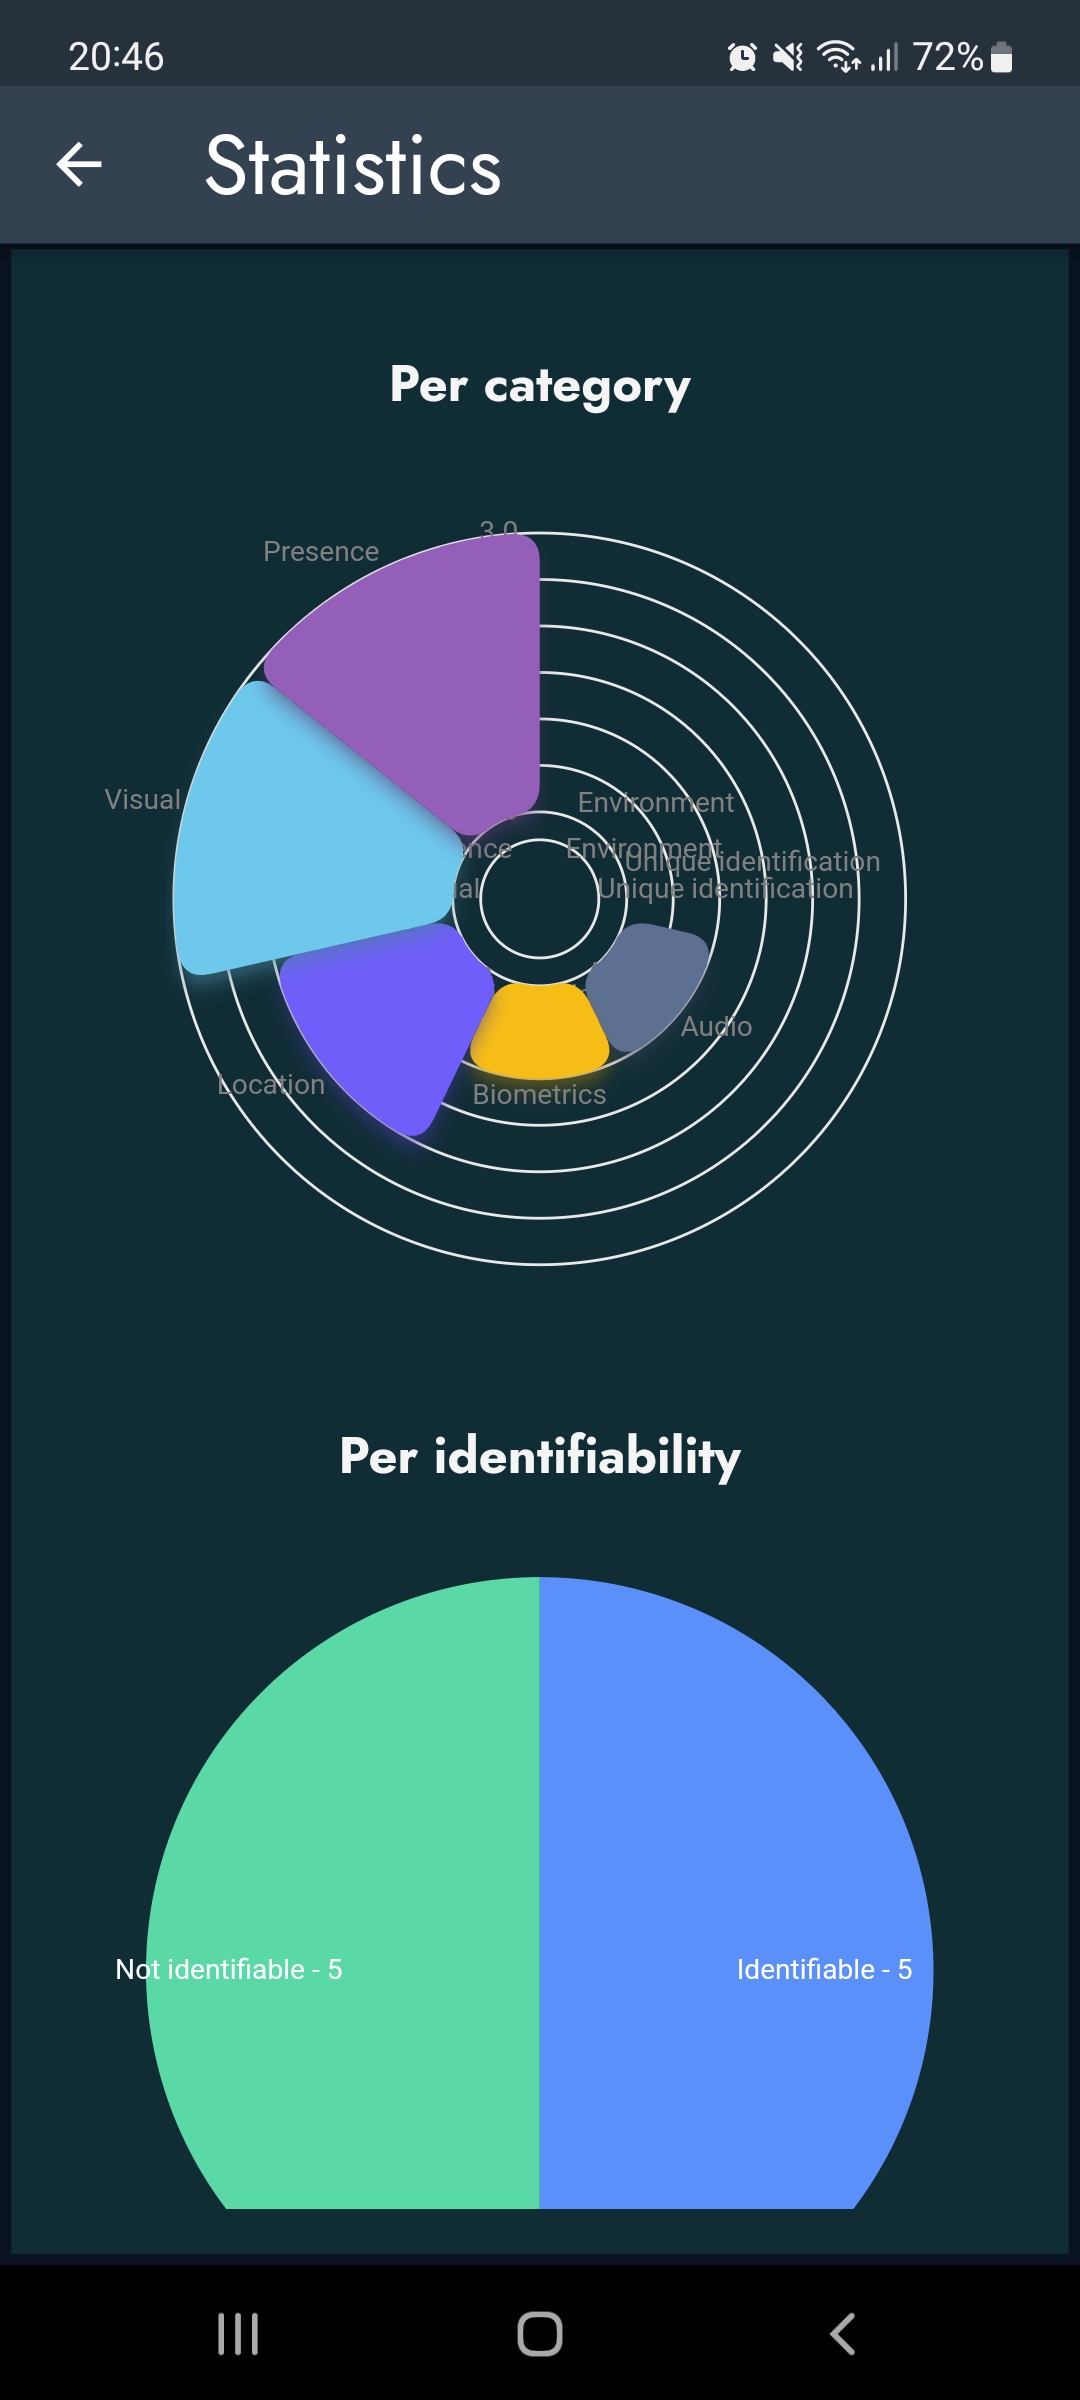 20:46
72%
Statistics
Per category
3.0
Presence
Visual
Environment
Environment
Unique identification
Unique identification
Audio
Location
Biometrics
Per identifiability
Not identifiable - 5
Identifiable - 5